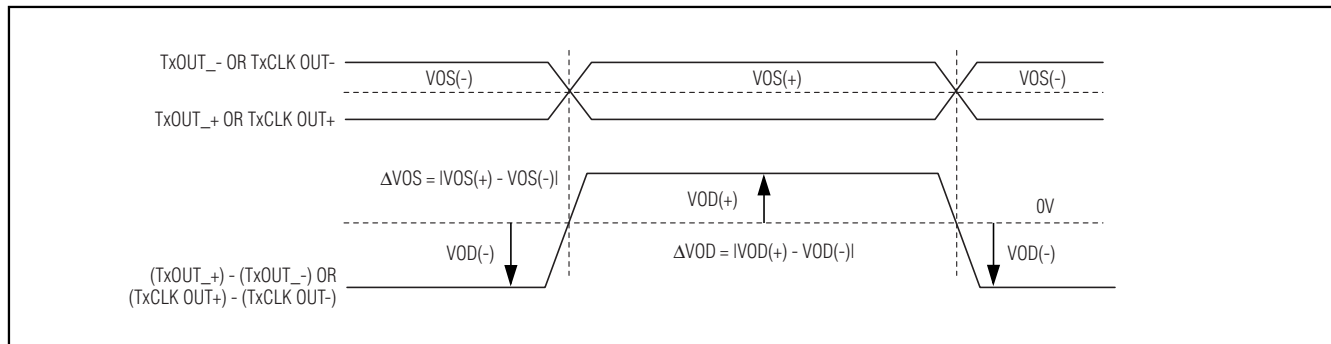 TxOUT_- OR TxCLK OUT-
VOS(-)
VOS(+)
VOS(-)
TxOUT_+ OR TxCLK OUT+
ΔVOS = |VOS(+) - VOS(-)|
VOD(+)
0V
VOD(-)
ΔVOD = |VOD(+) - VOD(-)|
VOD(-)
(TxOUT_+) - (TxOUT_-) OR
(TxCLK OUT+) - (TxCLK OUT-)